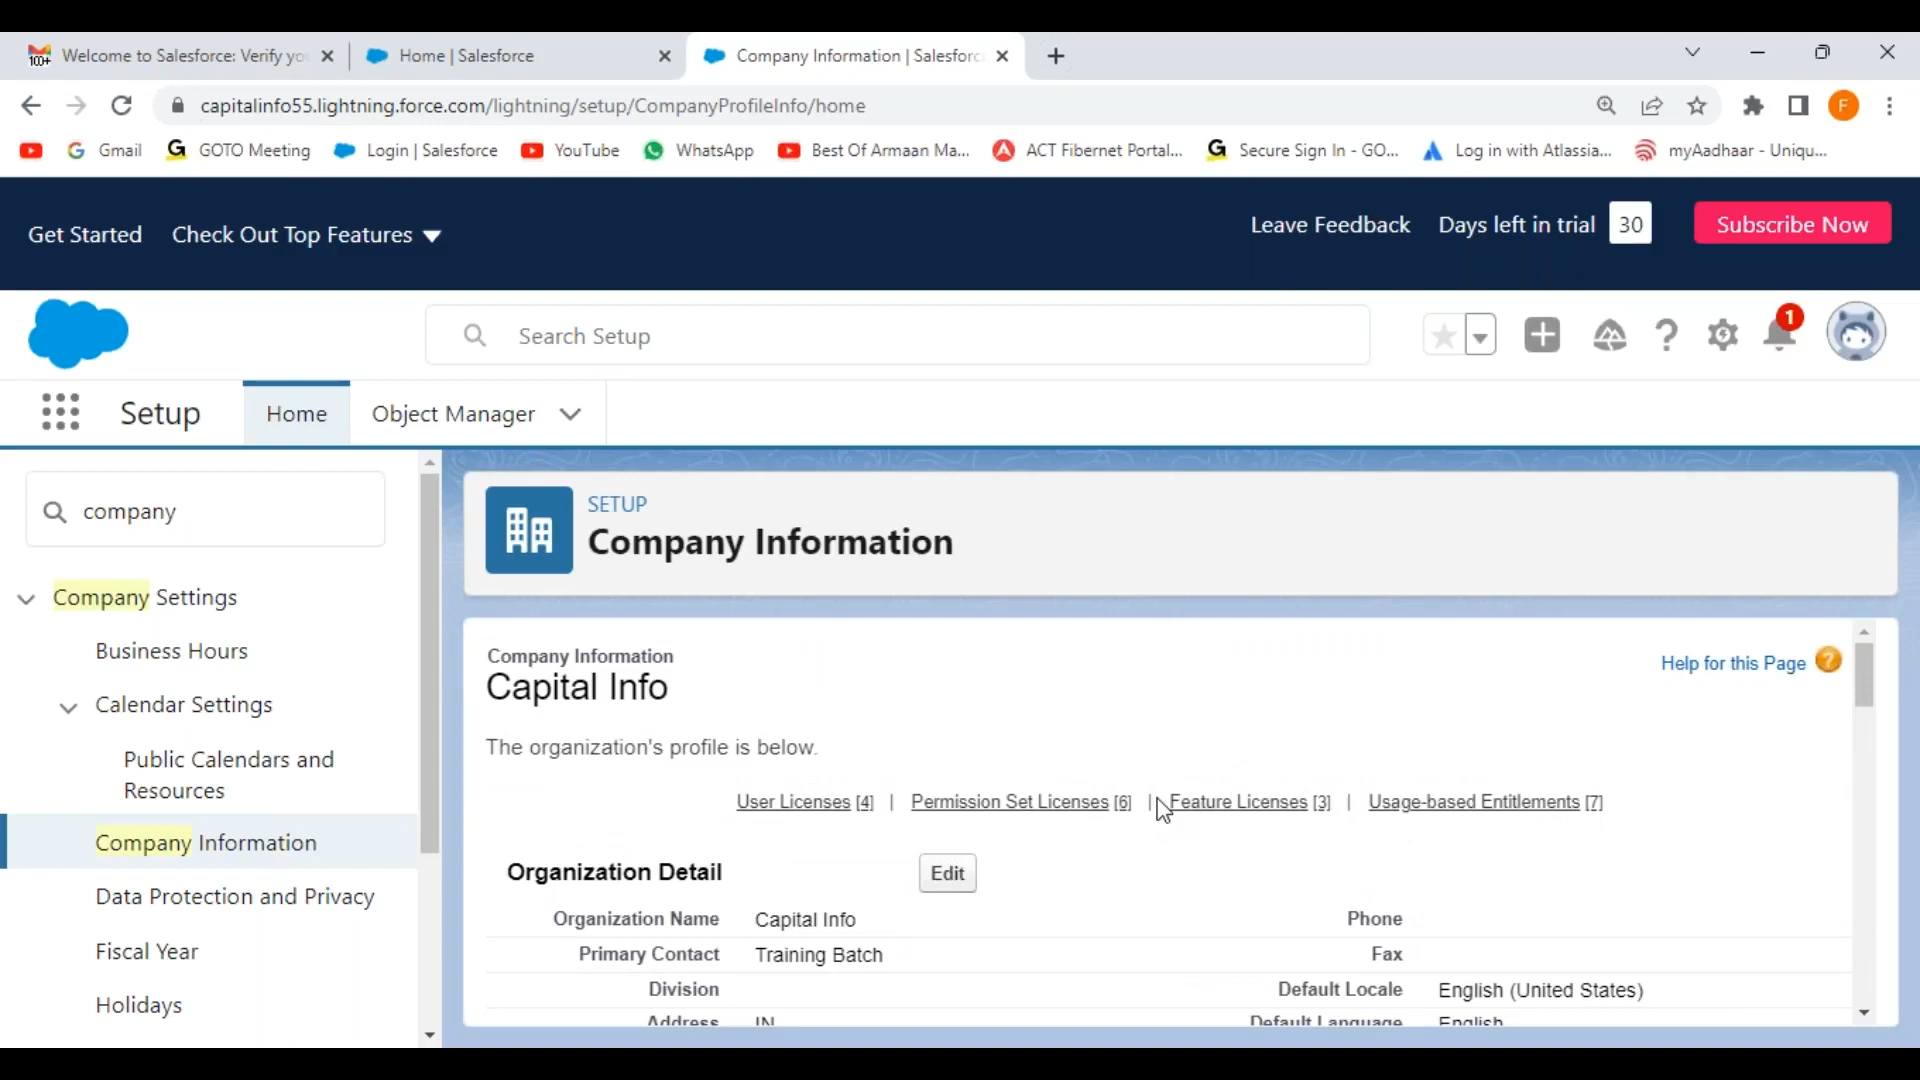 100+ Welcome to Salesforce: Verify yo
Home | Salesforce
Company Information | Salesforc
capitalinfo55.lightning.force.com/lightning/setup/CompanyProfileInfo/home
F
Gmail
GOTO Meeting
Login | Salesforce
YouTube
WhatsApp
Best Of Armaan Ma...
ACT Fibernet Portal...
Secure Sign In - GO...
Log in with Atlassia...
myAadhaar - Uniqu...
Get Started
Check Out Top Features
Leave Feedback
Days left in trial 30
Subscribe Now
Search Setup
1
Setup
Home
Object Manager
company
Company Settings
Business Hours
Calendar Settings
Public Calendars and
Resources
Company Information
Data Protection and Privacy
Fiscal Year
Holidays
SETUP
Company Information
Company Information
Capital Info
Help for this Page ?
The organization's profile is below.
User Licenses [4] | Permission Set Licenses [6] | Feature Licenses [3] | Usage-based Entitlements [7]
Organization Detail
Edit
Organization Name Capital Info Phone
Primary Contact Training Batch Fax
Division Default Locale English (United States)
Address IN Default Language English